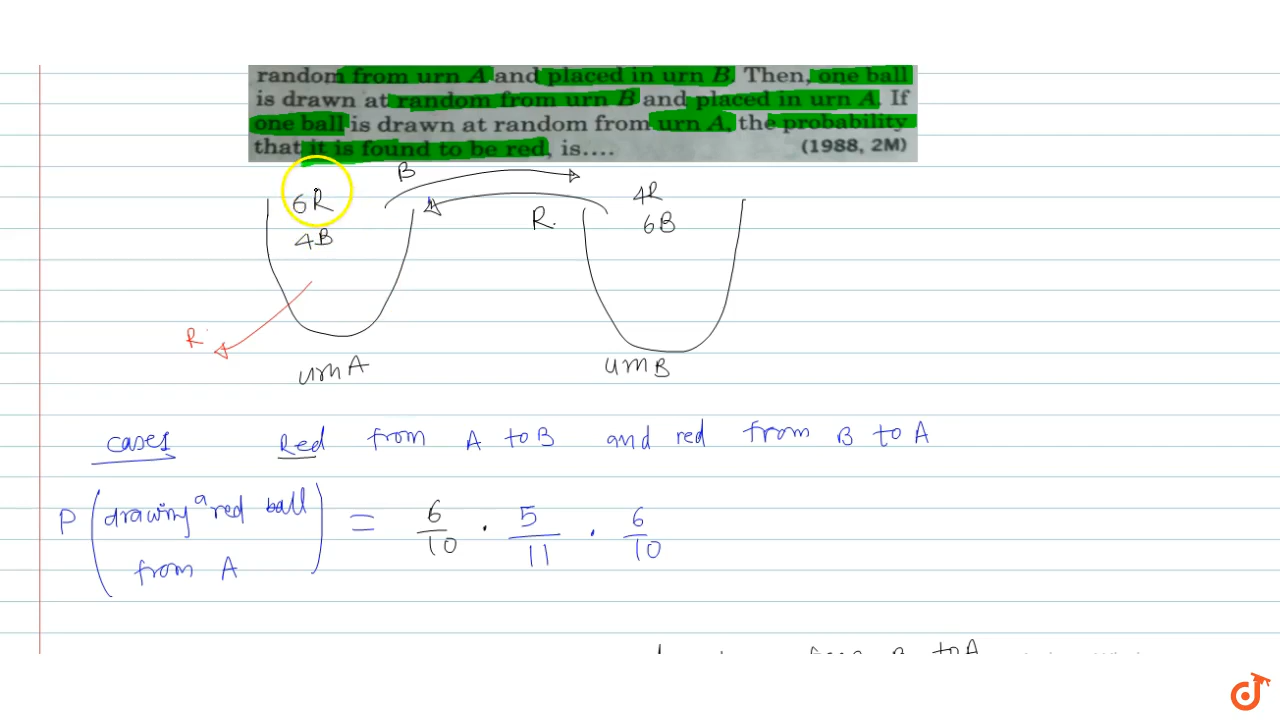 random from urn A and placed in urn B. Then, one ball
is drawn at random from urn B and placed in urn A. If
one ball is drawn at random from urn A, the probability
that it is found to be red, is....
(1988, 2M)
B
6R
4B
4R
6B
R.
R
urn A
urn B
cases Red from A to B and red from B to A
P (drawing a red ball from A) = 6/10 · 5/11 · 6/10
B to A